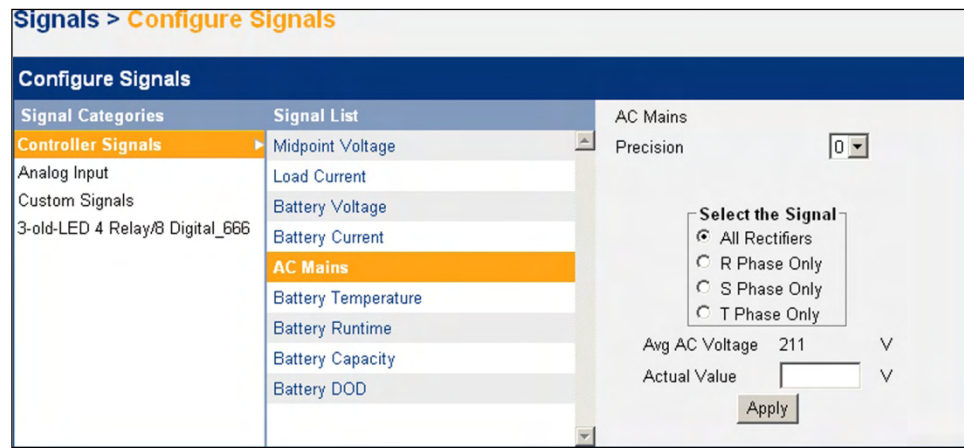 Signals > Configure Signals
Configure Signals
Signal Categories
Controller Signals
Analog Input
Custom Signals
3-old-LED 4 Relay/8 Digital_666
Signal List
Midpoint Voltage
Load Current
Battery Voltage
Battery Current
AC Mains
Battery Temperature
Battery Runtime
Battery Capacity
Battery DOD
AC Mains
Precision 0
Select the Signal
All Rectifiers
R Phase Only
S Phase Only
T Phase Only
Avg AC Voltage 211 V
Actual Value V
Apply